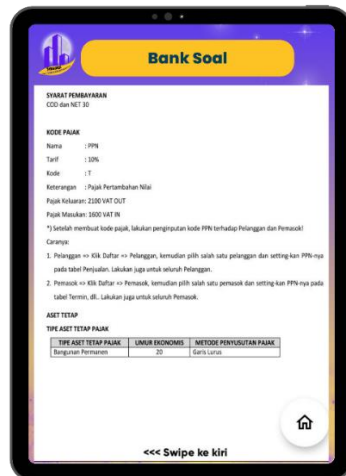 Bank Soal
SYARAT PEMBAYARAN
COD dan NET 30
KODE PAJAK
Nama : PPN
Tarif : 10%
Kode : T
Keterangan : Pajak Pertambahan Nilai
Pajak Keluaran: 2100 VAT OUT
Pajak Masukan: 1600 VAT IN
*) Setelah membuat kode pajak, lakukan penginputan kode PPN terhadap Pelanggan dan Pemasok!
Caranya:
1. Pelanggan => Klik Daftar => Pelanggan, kemudian pilih salah satu pelanggan dan setting-kan PPN-nya
pada tabel Penjualan. Lakukan juga untuk seluruh Pelanggan.
2. Pemasok => Klik Daftar => Pemasok, kemudian pilih salah satu pemasok dan setting-kan PPN-nya pada
tabel Termin, dll.. Lakukan juga untuk seluruh Pemasok.
ASET TETAP
TIPE ASET TETAP PAJAK
TIPE ASET TETAP PAJAK UMUR EKONOMIS METODE PENYUSUTAN PAJAK
Bangunan Permanen 20 Garis Lurus
<<< Swipe ke kiri